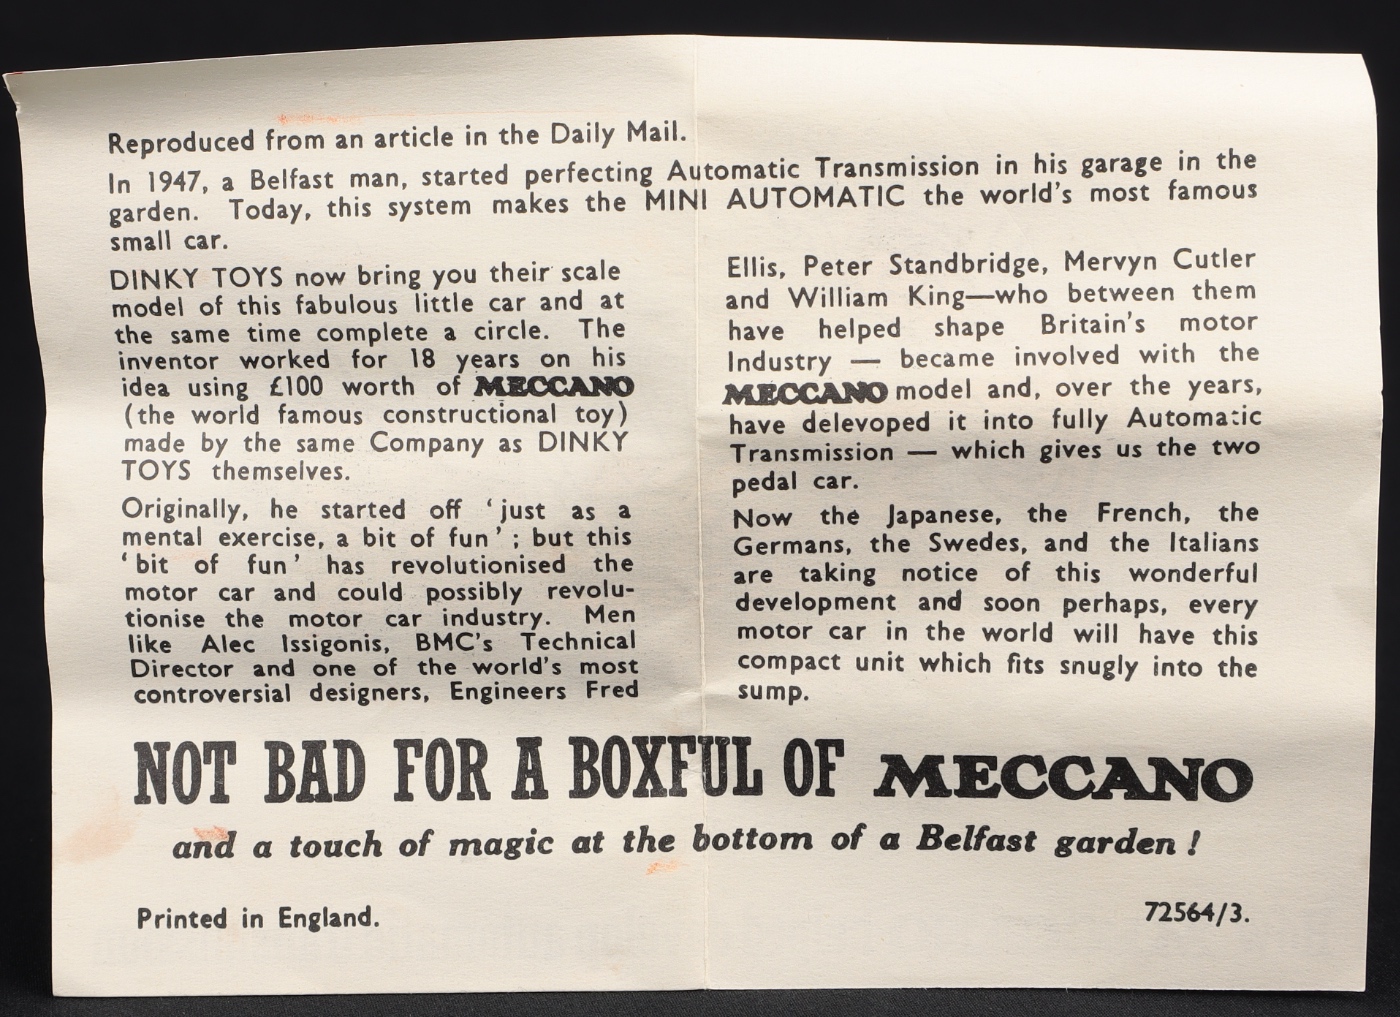 Reproduced from an article in the Daily Mail.
In 1947, a Belfast man, started perfecting Automatic Transmission in his garage in the
garden. Today, this system makes the MINI AUTOMATIC the world's most famous
small car.
DINKY TOYS now bring you their scale
model of this fabulous little car and at
the same time complete a circle. The
inventor worked for 18 years on his
idea using £100 worth of MECCANO
(the world famous constructional toy)
made by the same Company as DINKY
TOYS themselves.
Originally, he started off ‘just as a
mental exercise, a bit of fun’; but this
‘bit of fun’ has revolutionised the
motor car and could possibly revolu-
tionise the motor car industry. Men
like Alec Issigonis, BMC's Technical
Director and one of the world's most
controversial designers, Engineers Fred
Ellis, Peter Standbridge, Mervyn Cutler
and William King—who between them
have helped shape Britain's motor
Industry — became involved with the
MECCANO model and, over the years,
have delevoped it into fully Automatic
Transmission — which gives us the two
pedal car.
Now the Japanese, the French, the
Germans, the Swedes, and the Italians
are taking notice of this wonderful
development and soon perhaps, every
motor car in the world will have this
compact unit which fits snugly into the
sump.
NOT BAD FOR A BOXFUL OF MECCANO
and a touch of magic at the bottom of a Belfast garden !
Printed in England.
72564/3.